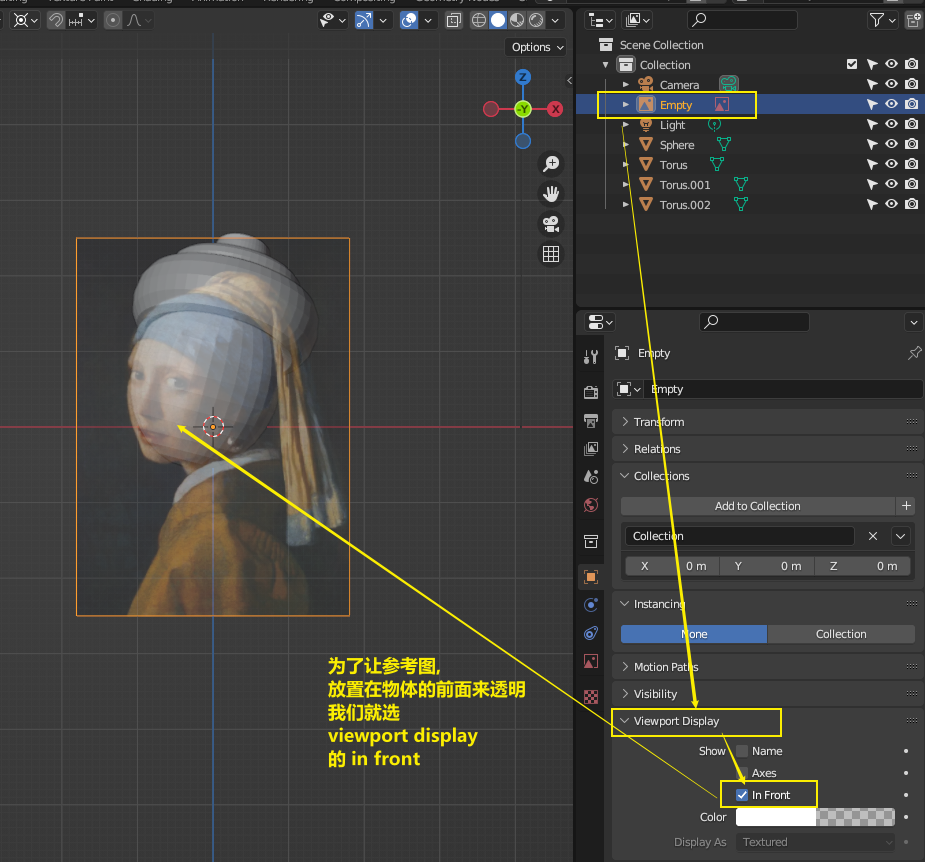 Options
Z
-Y
X
Scene Collection
Collection
Camera
Empty
Light
Sphere
Torus
Torus.001
Torus.002
Empty
Empty
Transform
Relations
Collections
Add to Collection
Collection
X 0 m Y 0 m Z 0 m
Instancing
None Collection
Motion Paths
Visibility
Viewport Display
Show Name
Axes
In Front
Color
Display As Textured
为了让参考图,
放置在物体的前面来透明
我们就选
viewport display
的 in front